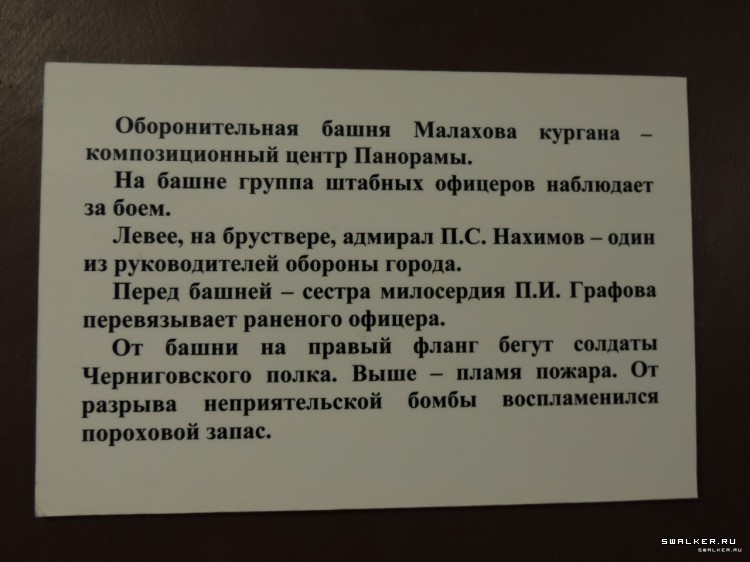 Оборонительная башня Малахова кургана –
композиционный центр Панорамы.
На башне группа штабных офицеров наблюдает
за боем.
Левее, на бруствере, адмирал П.С. Нахимов – один
из руководителей обороны города.
Перед башней – сестра милосердия П.И. Графова
перевязывает раненого офицера.
От башни на правый фланг бегут солдаты
Черниговского полка. Выше – пламя пожара. От
разрыва неприятельской бомбы воспламенился
пороховой запас.
SWALKER.RU
SWALKER.RU